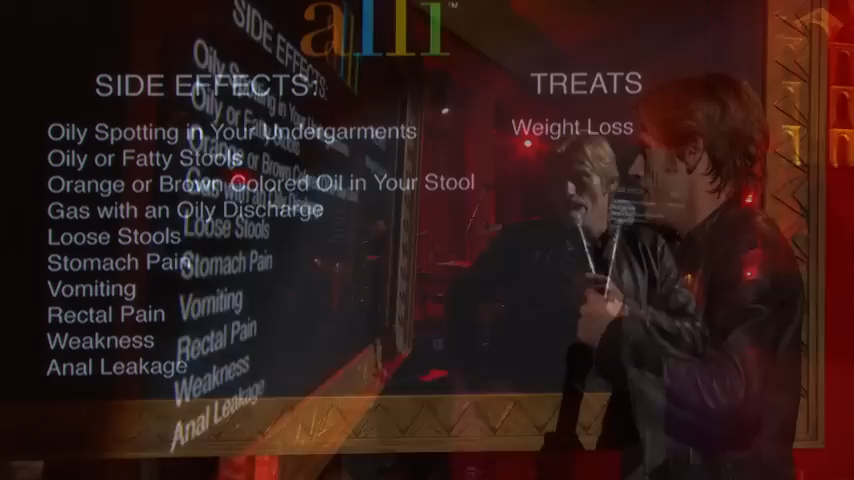 alli™
SIDE EFFECTS:
Oily Spotting in Your Undergarments
Oily or Fatty Stools
Orange or Brown Colored Oil in Your Stool
Gas with an Oily Discharge
Loose Stools
Stomach Pain
Vomiting
Rectal Pain
Weakness
Anal Leakage
TREATS
Weight Loss
SIDE EFFECTS:
Loose Stools
Stomach Pain
Vomiting
Rectal Pain
Weakness
Anal Leakage